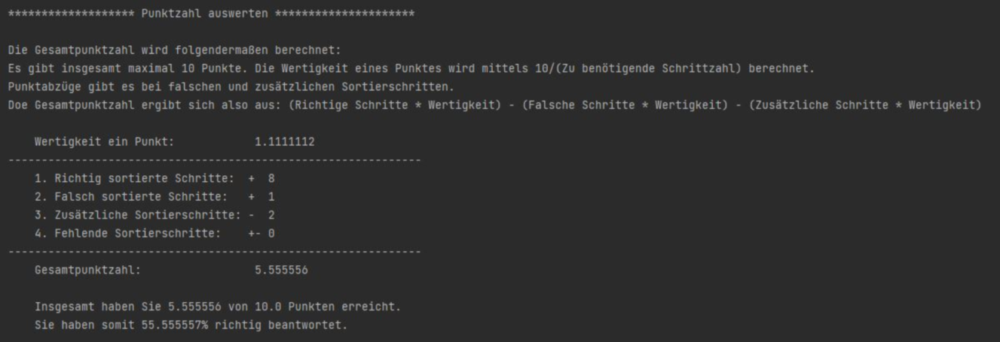 ******************* Punktzahl auswerten *********************
Die Gesamtpunktzahl wird folgendermaßen berechnet:
Es gibt insgesamt maximal 10 Punkte. Die Wertigkeit eines Punktes wird mittels 10/(Zu benötigende Schrittzahl) berechnet.
Punktabzüge gibt es bei falschen und zusätzlichen Sortierschritten.
Doe Gesamtpunktzahl ergibt sich also aus: (Richtige Schritte * Wertigkeit) - (Falsche Schritte * Wertigkeit) - (Zusätzliche Schritte * Wertigkeit)
Wertigkeit ein Punkt: 1.1111112
--------------------------------------------------------------
1. Richtig sortierte Schritte: + 8
2. Falsch sortierte Schritte: + 1
3. Zusätzliche Sortierschritte: - 2
4. Fehlende Sortierschritte: +- 0
--------------------------------------------------------------
Gesamtpunktzahl: 5.555556
Insgesamt haben Sie 5.555556 von 10.0 Punkten erreicht.
Sie haben somit 55.555557% richtig beantwortet.